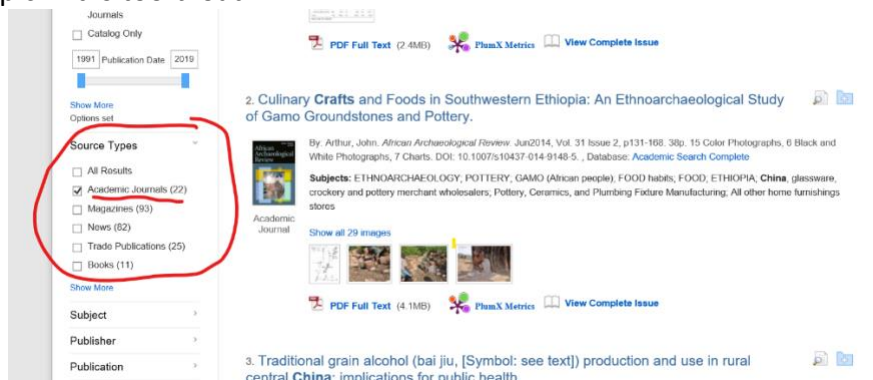 Journals
Catalog Only
1991 Publication Date 2019
Show More
Options set
Source Types
All Results
Academic Journals (22)
Magazines (93)
News (82)
Trade Publications (25)
Books (11)
Show More
Subject
Publisher
Publication
PDF Full Text (2.4MB) PlumX Metrics View Complete Issue
2. Culinary Crafts and Foods in Southwestern Ethiopia: An Ethnoarchaeological Study
of Gamo Groundstones and Pottery.
African
Archaeological
Review
Academic
Journal
By: Arthur, John. African Archaeological Review. Jun2014, Vol. 31 Issue 2, p131-168. 38p. 15 Color Photographs, 6 Black and
White Photographs, 7 Charts. DOI: 10.1007/s10437-014-9148-5. , Database: Academic Search Complete
Subjects: ETHNOARCHAEOLOGY; POTTERY; GAMO (African people); FOOD habits; FOOD; ETHIOPIA; China, glassware,
crockery and pottery merchant wholesalers; Pottery, Ceramics, and Plumbing Fixture Manufacturing; All other home furnishings
stores
Show all 29 images
PDF Full Text (4.1MB) PlumX Metrics View Complete Issue
3. Traditional grain alcohol (bai jiu, [Symbol: see text]) production and use in rural
central China: implications for public health